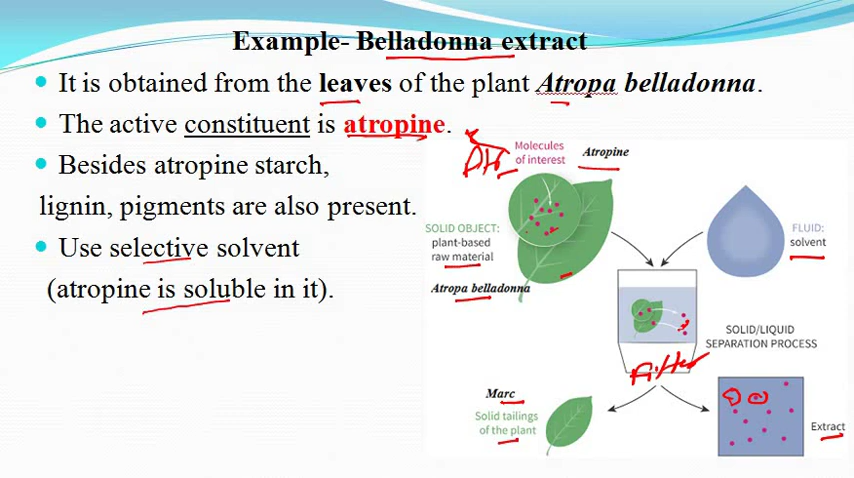 Example- Belladonna extract
It is obtained from the leaves of the plant Atropa belladonna.
The active constituent is atropine.
Besides atropine starch,
lignin, pigments are also present.
Use selective solvent
(atropine is soluble in it).
Molecules
of interest
Atropine
SOLID OBJECT:
plant-based
raw material
Atropa belladonna
FLUID:
solvent
SOLID/LIQUID
SEPARATION PROCESS
Filter
Marc
Solid tailings
of the plant
Extract